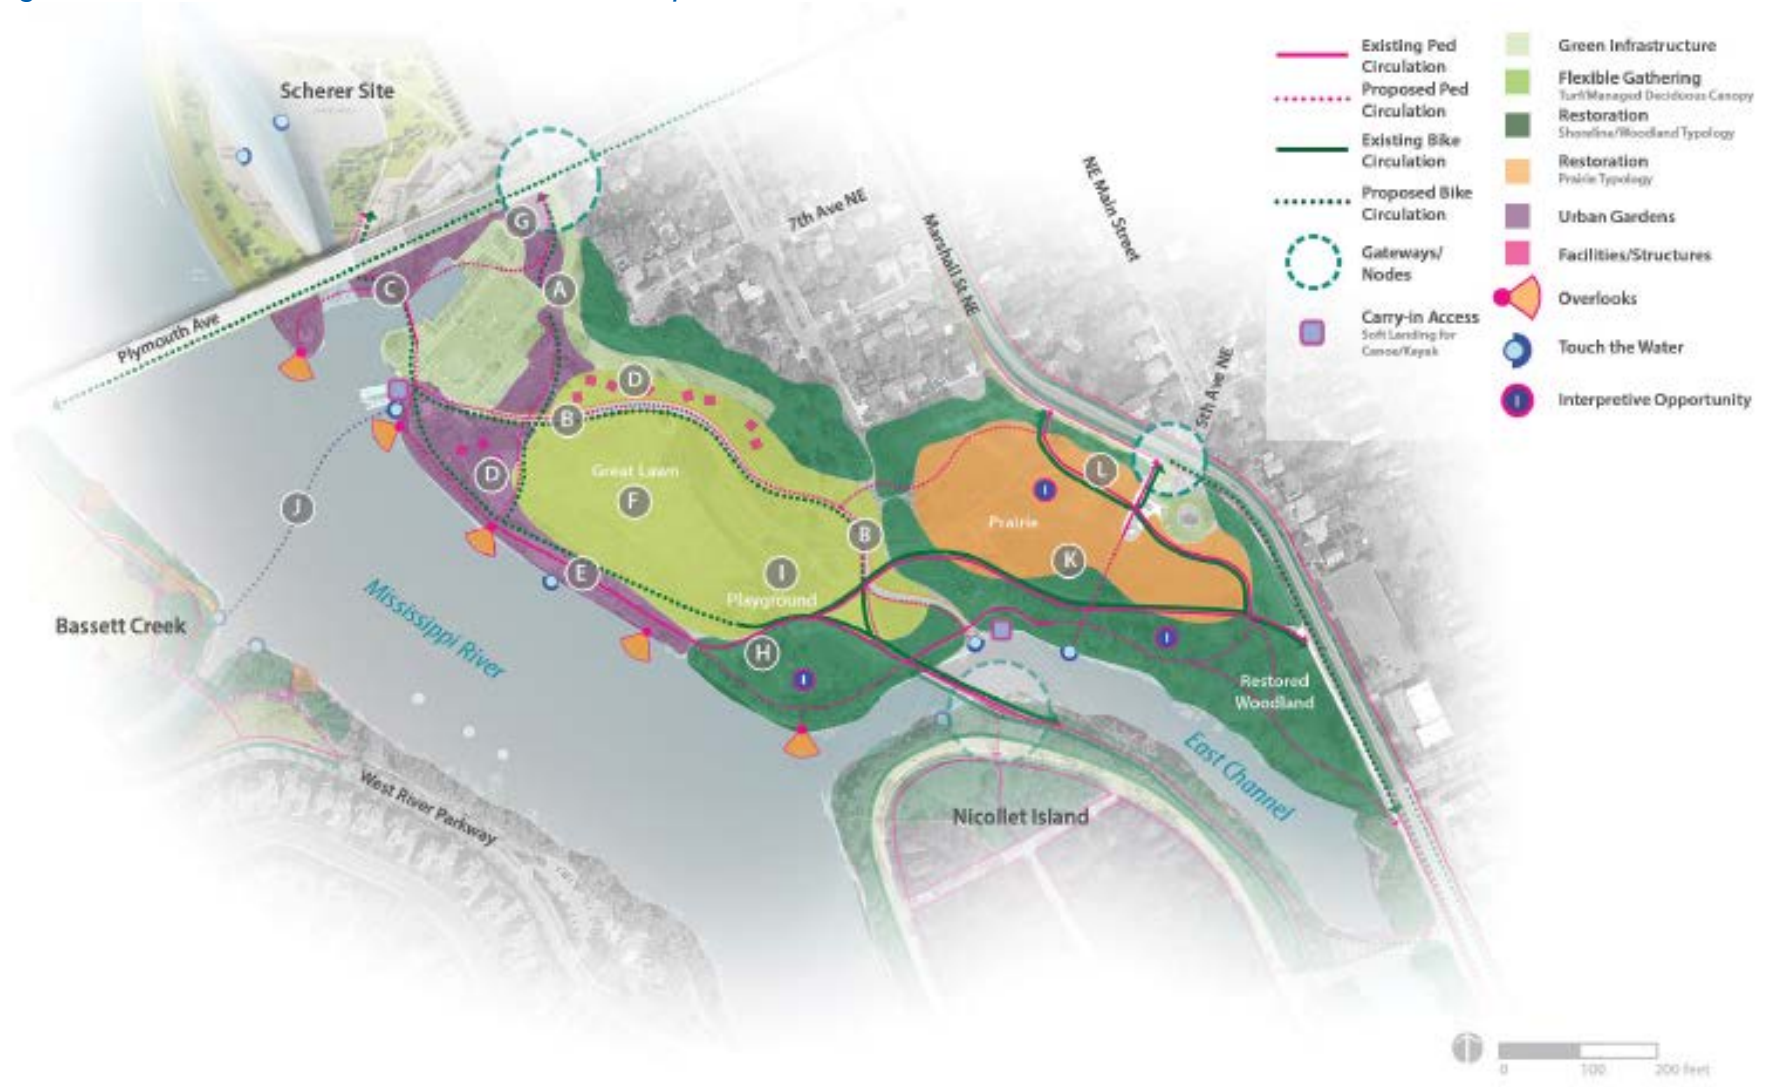 Scherer Site
7th Ave NE
Marshall St NE
NE Main Street
5th Ave NE
Plymouth Ave
G
C
A
D
B
D
Great Lawn
F
J
E
B
I
Playground
H
I
L
I
Prairie
K
I
Restored
Woodland
Mississippi River
Bassett Creek
West River Parkway
Nicollet Island
East Channel
Existing Ped
Circulation
Proposed Ped
Circulation
Existing Bike
Circulation
Proposed Bike
Circulation
Gateways/
Nodes
Carry-in Access
Soft Landing for
Canoe/Kayak
Green Infrastructure
Flexible Gathering
Turf/Managed Deciduous Canopy
Restoration
Shoreline/Woodland Typology
Restoration
Prairie Typology
Urban Gardens
Facilities/Structures
Overlooks
Touch the Water
I
Interpretive Opportunity
0
100
200 feet